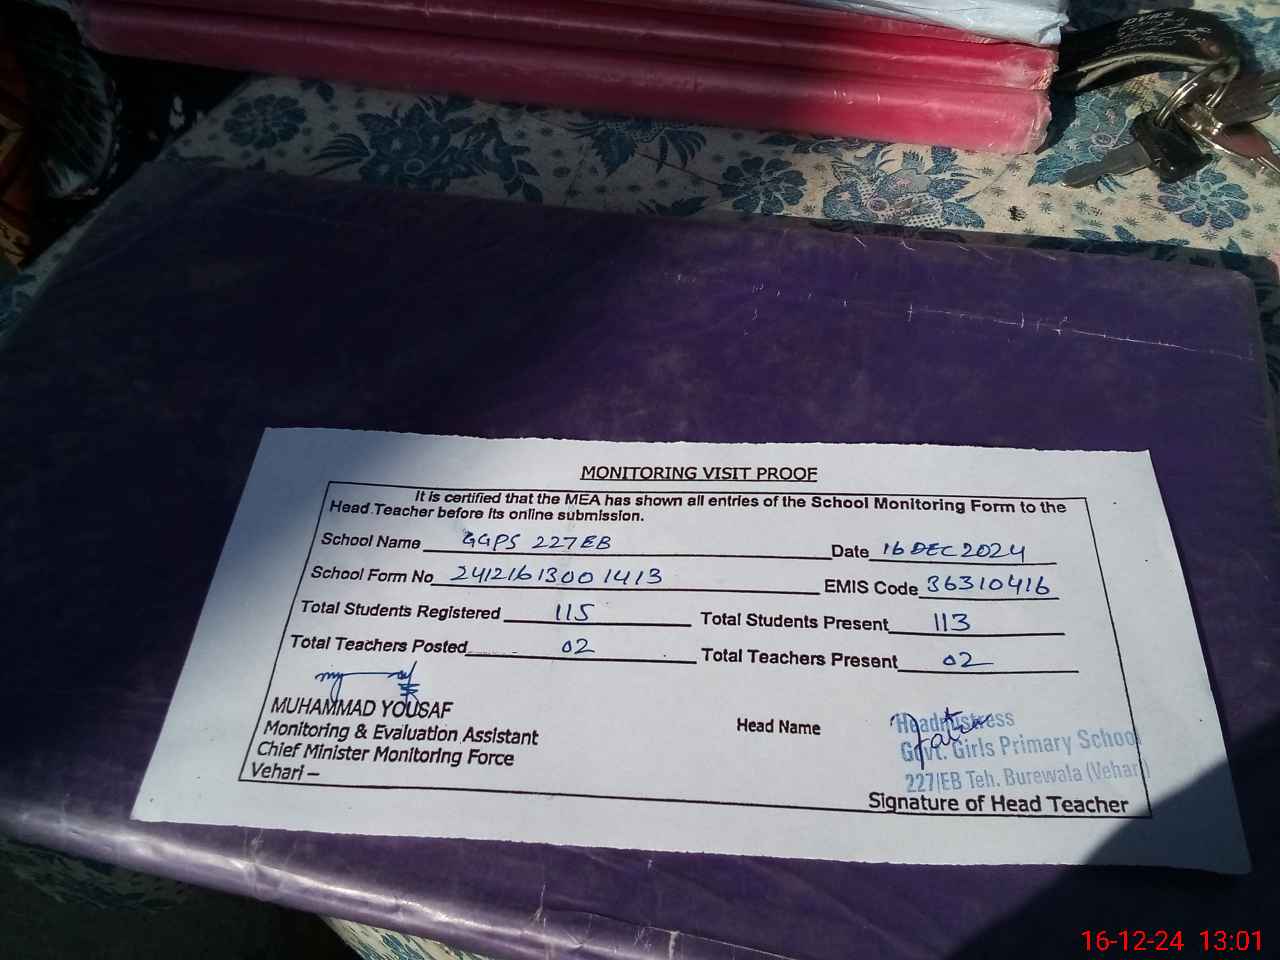 MONITORING VISIT PROOF
It is certified that the MEA has shown all entries of the School Monitoring Form to the
Head Teacher before its online submission.
School Name GGPS 227EB Date 16 DEC 2024
School Form No 2412161300 1413 EMIS Code 36310416
Total Students Registered 115 Total Students Present 113
Total Teachers Posted 02 Total Teachers Present 02
MUHAMMAD YOUSAF
Monitoring & Evaluation Assistant
Chief Minister Monitoring Force
Vehari –
Head Name
Headmistress
Govt. Girls Primary School
227/EB Teh. Burewala (Vehari)
Signature of Head Teacher
16-12-24 13:01